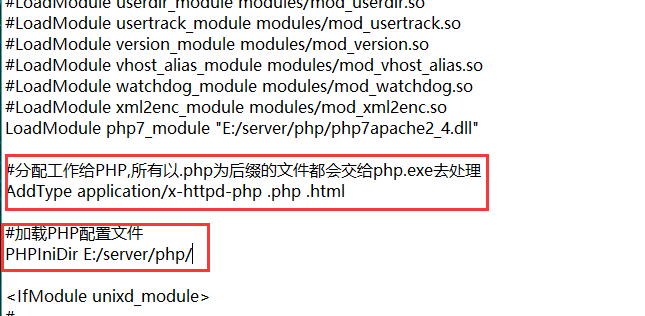 #LoadModule userdir_module modules/mod_userdir.so
#LoadModule usertrack_module modules/mod_usertrack.so
#LoadModule version_module modules/mod_version.so
#LoadModule vhost_alias_module modules/mod_vhost_alias.so
#LoadModule watchdog_module modules/mod_watchdog.so
#LoadModule xml2enc_module modules/mod_xml2enc.so
LoadModule php7_module "E:/server/php/php7apache2_4.dll"
#分配工作给PHP,所有以.php为后缀的文件都会交给php.exe去处理
AddType application/x-httpd-php .php .html
#加载PHP配置文件
PHPIniDir E:/server/php/
<IfModule unixd_module>
#